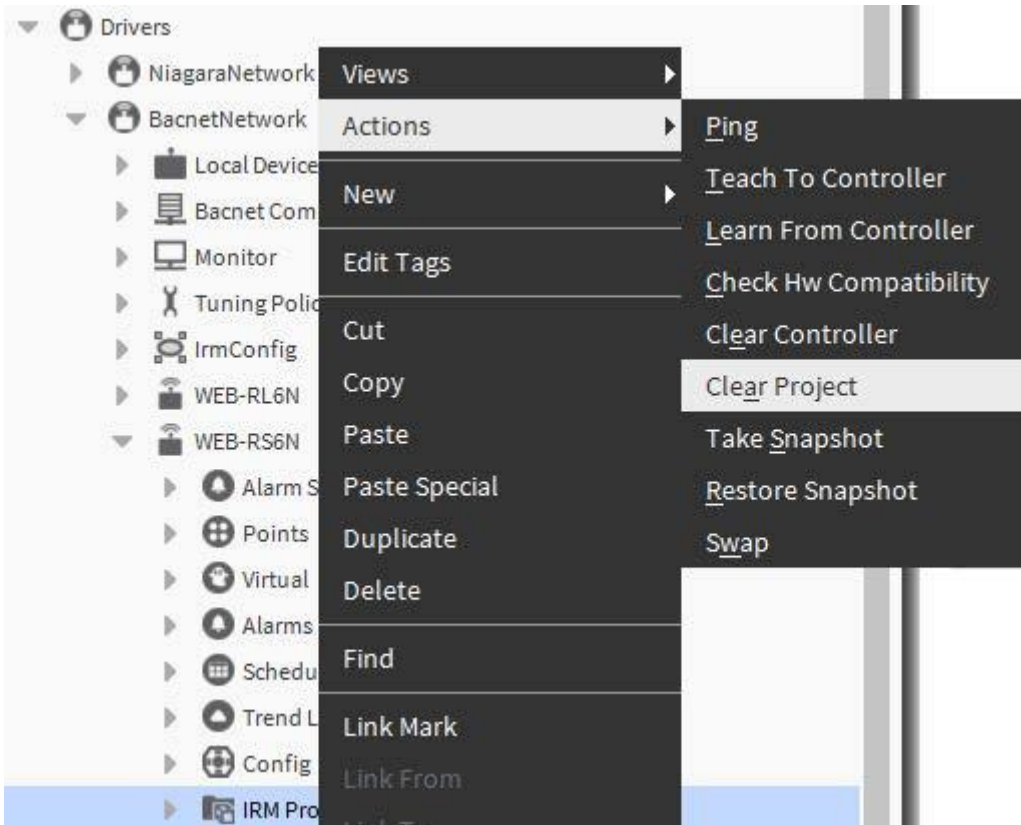 Drivers
NiagaraNetwork
BacnetNetwork
Local Device
Bacnet Com
Monitor
Tuning Polic
IrmConfig
WEB-RL6N
WEB-RS6N
Alarm S
Points
Virtual
Alarms
Schedu
Trend L
Config
IRM Pro
Views
Actions
New
Edit Tags
Cut
Copy
Paste
Paste Special
Duplicate
Delete
Find
Link Mark
Link From
Ping
Teach To Controller
Learn From Controller
Check Hw Compatibility
Clear Controller
Clear Project
Take Snapshot
Restore Snapshot
Swap